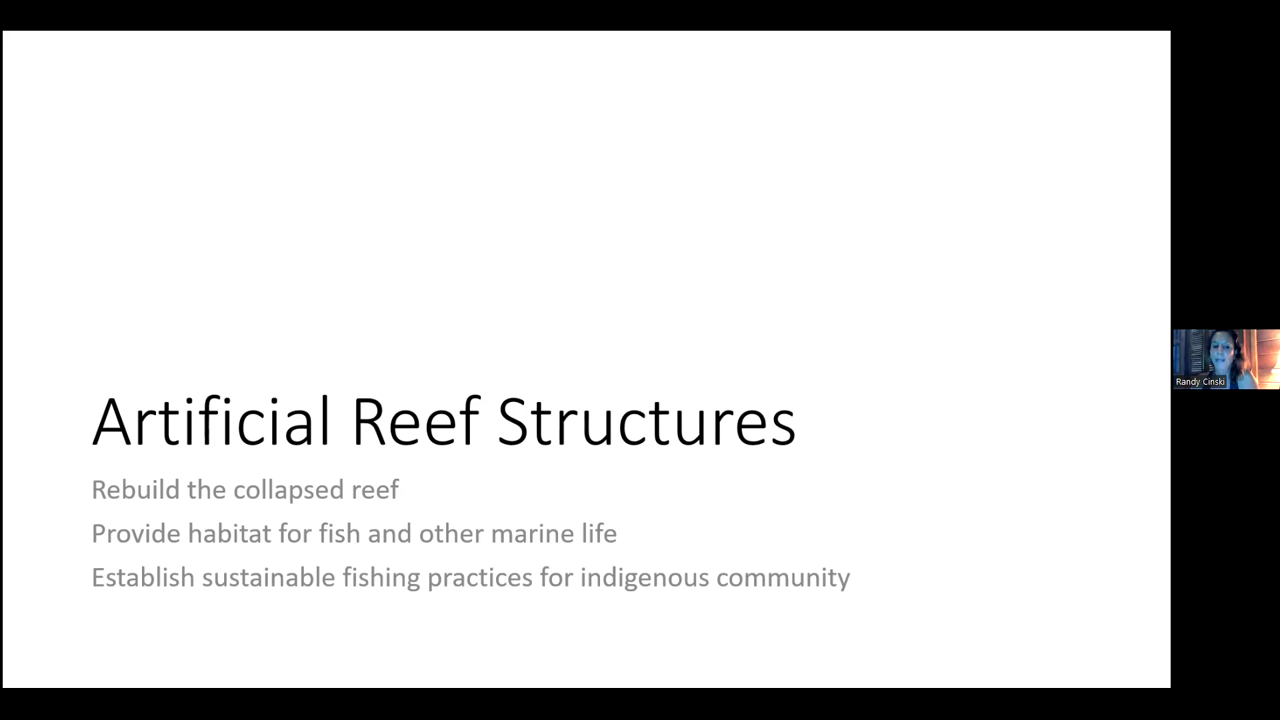 Artificial Reef Structures
Rebuild the collapsed reef
Provide habitat for fish and other marine life
Establish sustainable fishing practices for indigenous community
Randy Cinski